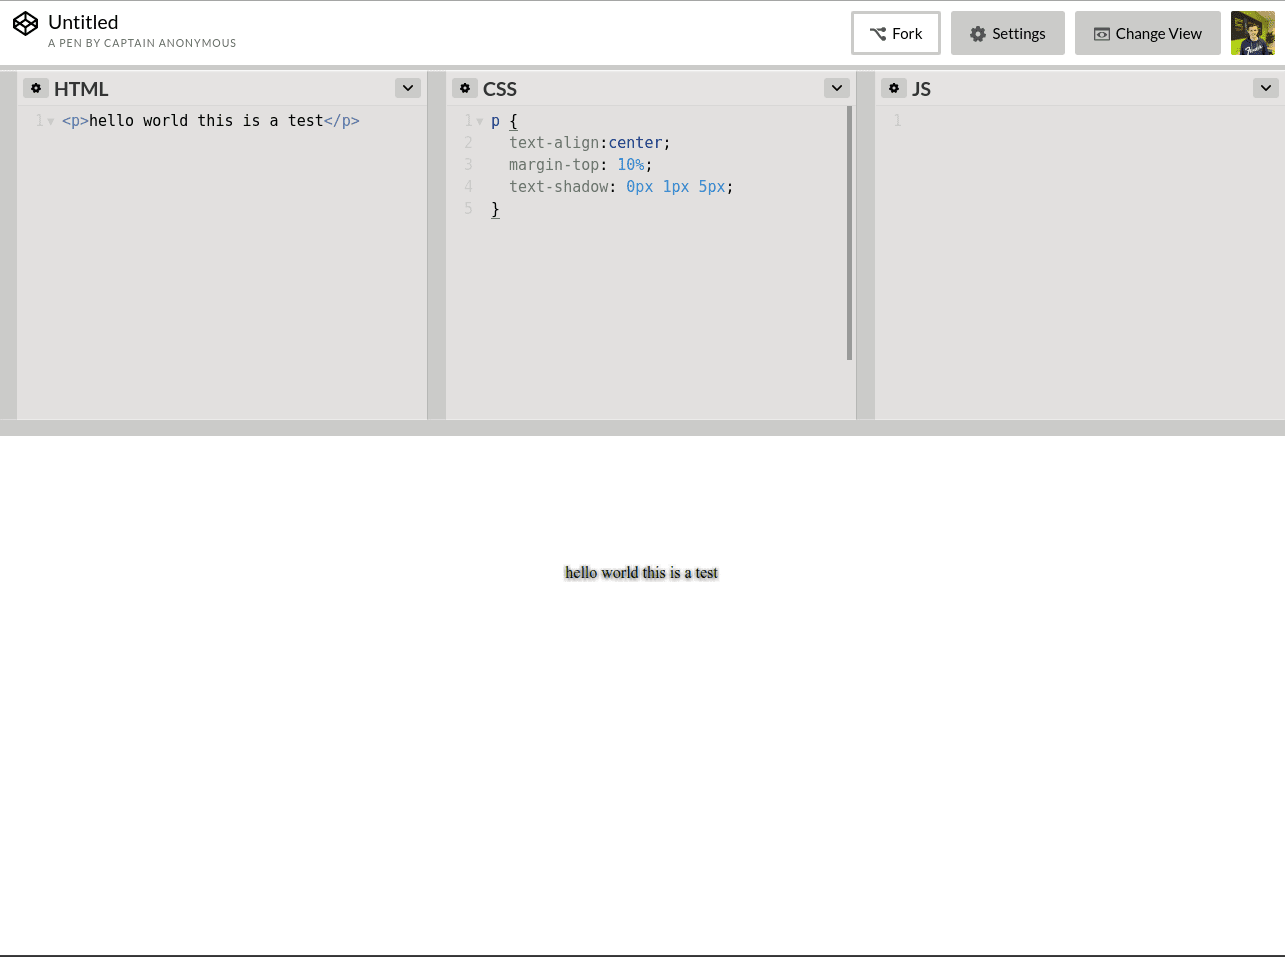 Untitled
A PEN BY CAPTAIN ANONYMOUS
Fork
Settings
Change View
HTML
1 <p>hello world this is a test</p>
CSS
1 p {
2 text-align:center;
3 margin-top: 10%;
4 text-shadow: 0px 1px 5px;
5 }
JS
1
hello world this is a test